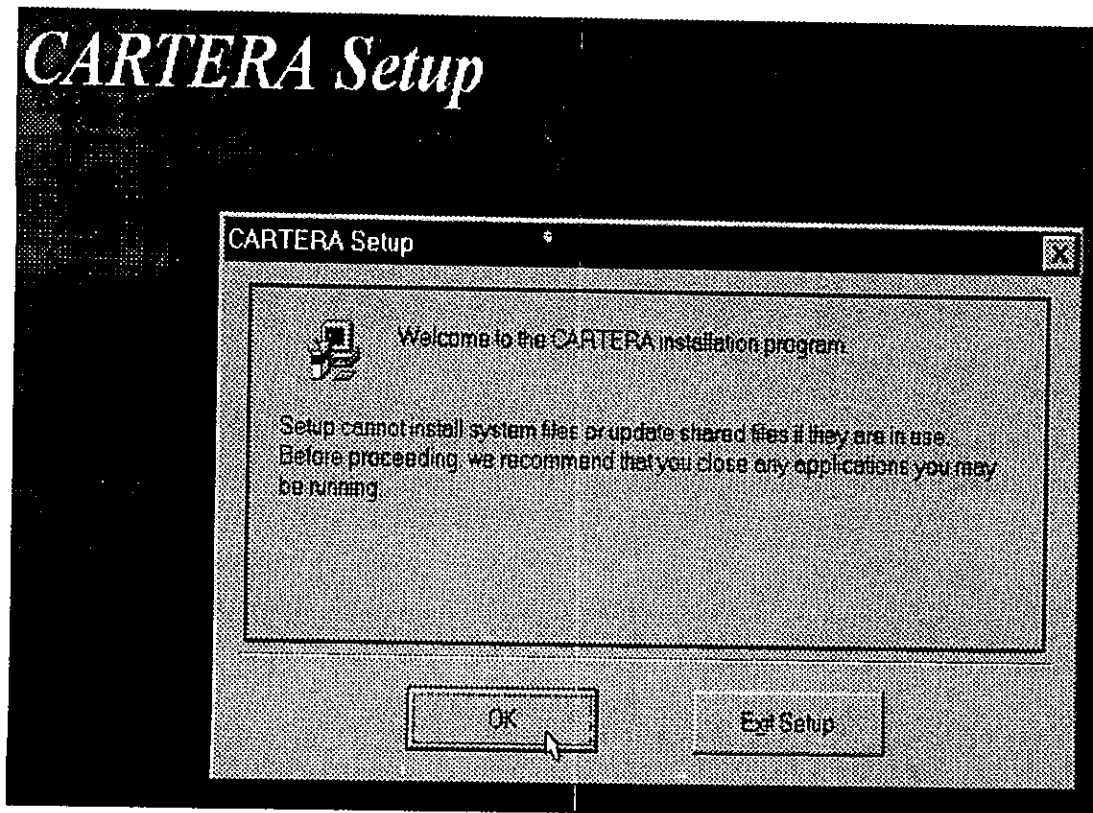 CARTERA Setup
CARTERA Setup
Welcome to the CARTERA installation program.
Setup cannot install system files or update shared files if they are in use.
Before proceeding, we recommend that you close any applications you may
be running.
OK
Exit Setup